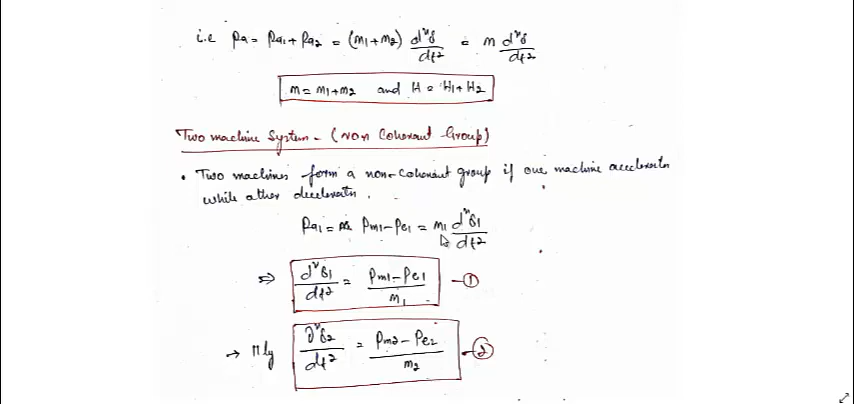 i.e Pa = Pa1 + Pa2 = (M1+M2) d²δ/dt² = M d²δ/dt²
M = M1+M2 and H = H1+H2
Two machine System - (Non Coherent Group)
• Two machines form a non-coherent group if one machine accelerates
while other decelerates.
Pa1 = Pm1-Pe1 = M1 d²δ1/dt²
⇒ d²δ1/dt² = Pm1-Pe1/M1 - ①
→ llly d²δ2/dt² = Pm2-Pe2/M2 - ②